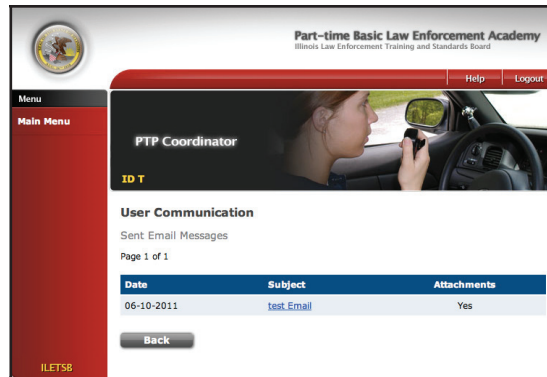 Part-time Basic Law Enforcement Academy
Illinois Law Enforcement Training and Standards Board
Help Logout
Menu
Main Menu
PTP Coordinator
ID T
User Communication
Sent Email Messages
Page 1 of 1
Date Subject Attachments
06-10-2011 test Email Yes
Back
ILETSB